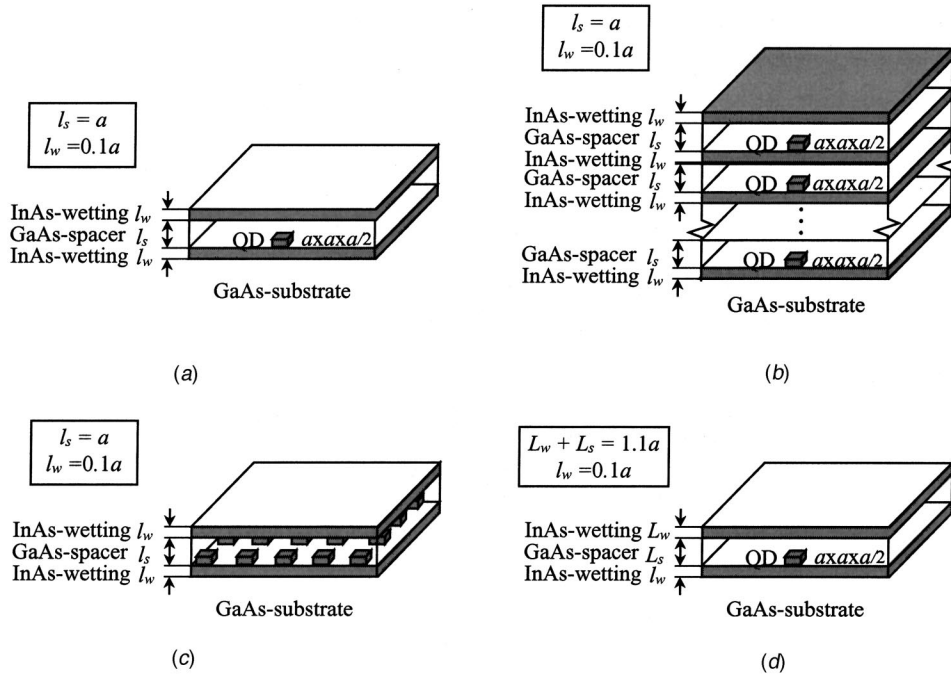 l_s = a
l_w = 0.1a
InAs-wetting l_w
GaAs-spacer l_s
InAs-wetting l_w
QD axaxa/2
GaAs-substrate
(a)
l_s = a
l_w = 0.1a
InAs-wetting l_w
GaAs-spacer l_s
InAs-wetting l_w
GaAs-spacer l_s
InAs-wetting l_w
GaAs-spacer l_s
InAs-wetting l_w
QD axaxa/2
QD axaxa/2
QD axaxa/2
GaAs-substrate
(b)
l_s = a
l_w =0.1a
InAs-wetting l_w
GaAs-spacer l_s
InAs-wetting l_w
GaAs-substrate
(c)
L_w + L_s = 1.1a
l_w =0.1a
InAs-wetting L_w
GaAs-spacer L_s
InAs-wetting l_w
QD axaxa/2
GaAs-substrate
(d)